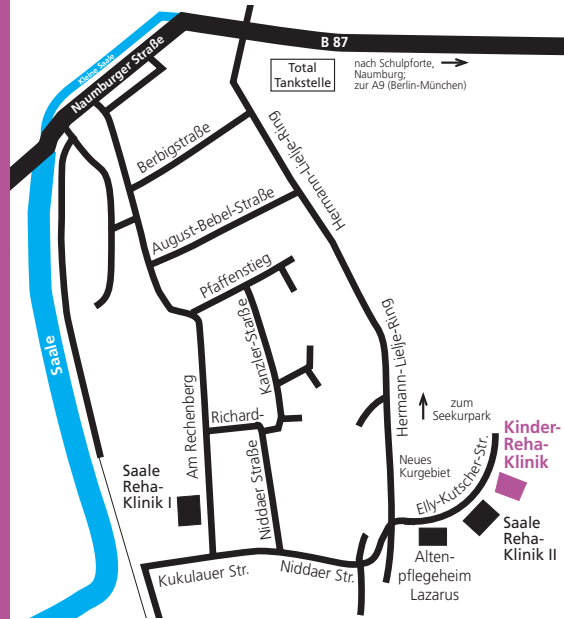 B 87
Kleine Saale
Naumburger Straße
Total
Tankstelle
nach Schulpforte,
Naumburg;
zur A9 (Berlin-München)
Hermann-Lielje-Ring
Berbigstraße
August-Bebel-Straße
Pfaffenstieg
Saale
Kanzler-Starße
Hermann-Lielje-Ring
Am Rechenberg
Richard-
zum
Seekurpark
Kinder-
Reha-
Klinik
Neues
Kurgebiet
Elly-Kutscher-Str.
Saale
Reha-
Klinik I
Niddaer Straße
Saale
Reha-
Klinik II
Alten-
pflegeheim
Lazarus
Kukulauer Str.
Niddaer Str.